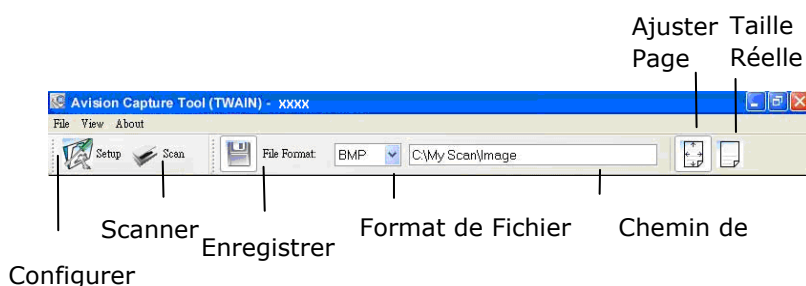 Ajuster Page
Taille Réelle
Avision Capture Tool (TWAIN) - xxxx
File View About
Setup Scan File Format: BMP C:\My Scan\Image
Scanner
Enregistrer
Format de Fichier
Chemin de
Configurer